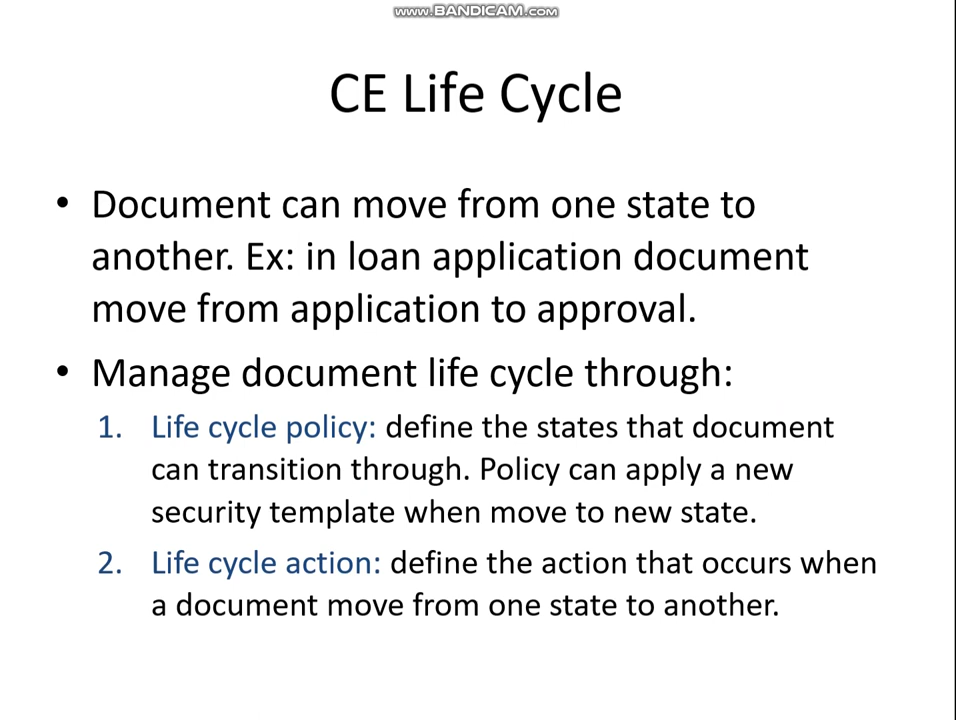 www.BANDICAM.com
CE Life Cycle
• Document can move from one state to
another. Ex: in loan application document
move from application to approval.
• Manage document life cycle through:
1. Life cycle policy: define the states that document
can transition through. Policy can apply a new
security template when move to new state.
2. Life cycle action: define the action that occurs when
a document move from one state to another.